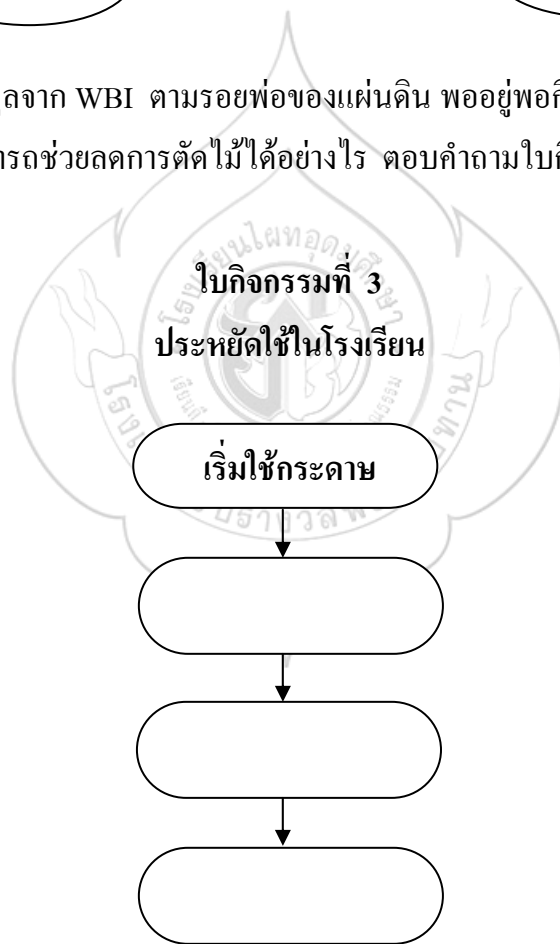 ลจาก WBI ตามรอยพ่อของแผ่นดิน พออยู่พอกิ
ารถช่วยลดการตัดไม้ได้อย่างไร ตอบคำถามใบกิ
ใบกิจกรรมที่ 3
ประหยัดใช้ในโรงเรียน
เริ่มใช้กระดาษ